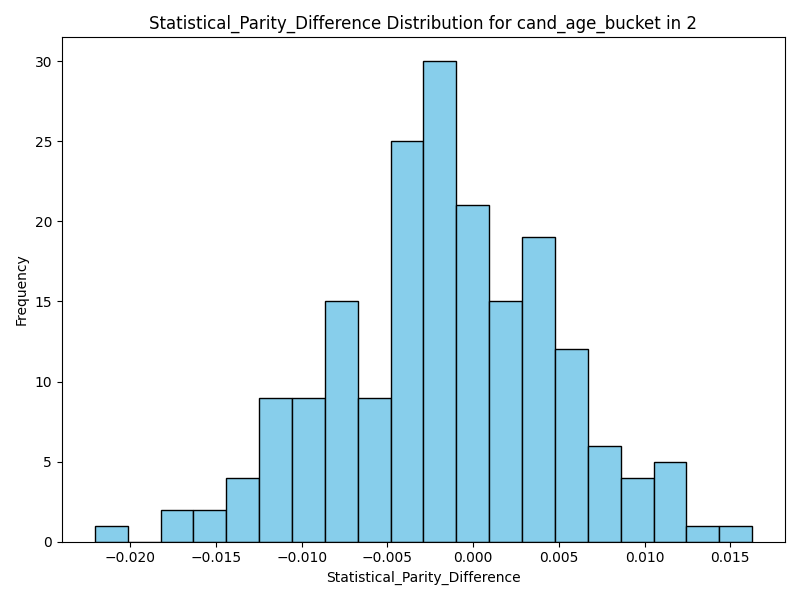 Statistical_Parity_Difference Distribution for cand_age_bucket in 2
30
25
20
15
10
5
0
Frequency
−0.020 −0.015 −0.010 −0.005 0.000 0.005 0.010 0.015
Statistical_Parity_Difference